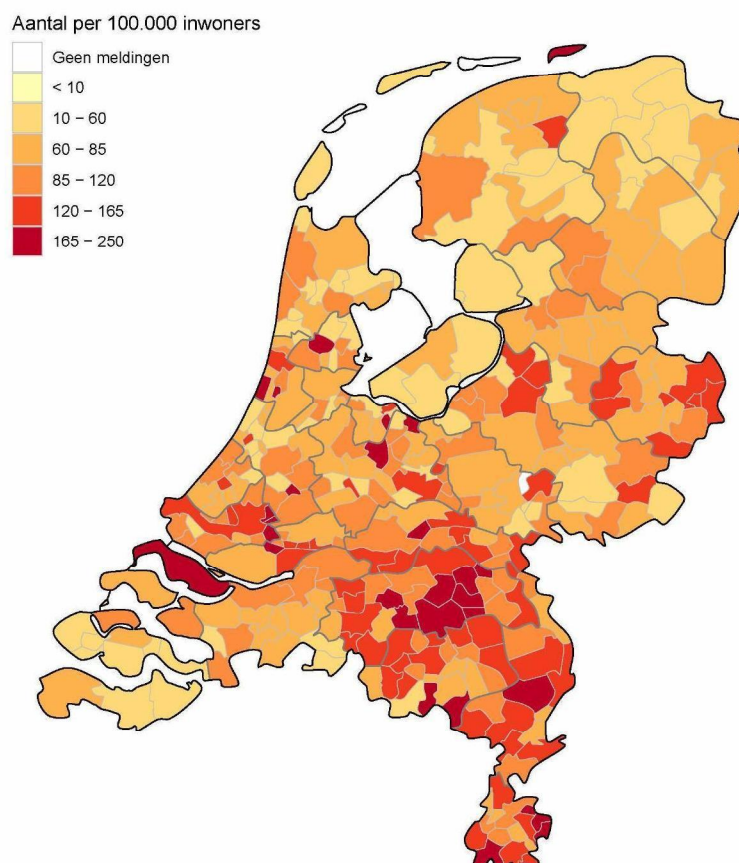 Aantal per 100.000 inwoners
Geen meldingen
< 10
10 − 60
60 − 85
85 − 120
120 − 165
165 − 250